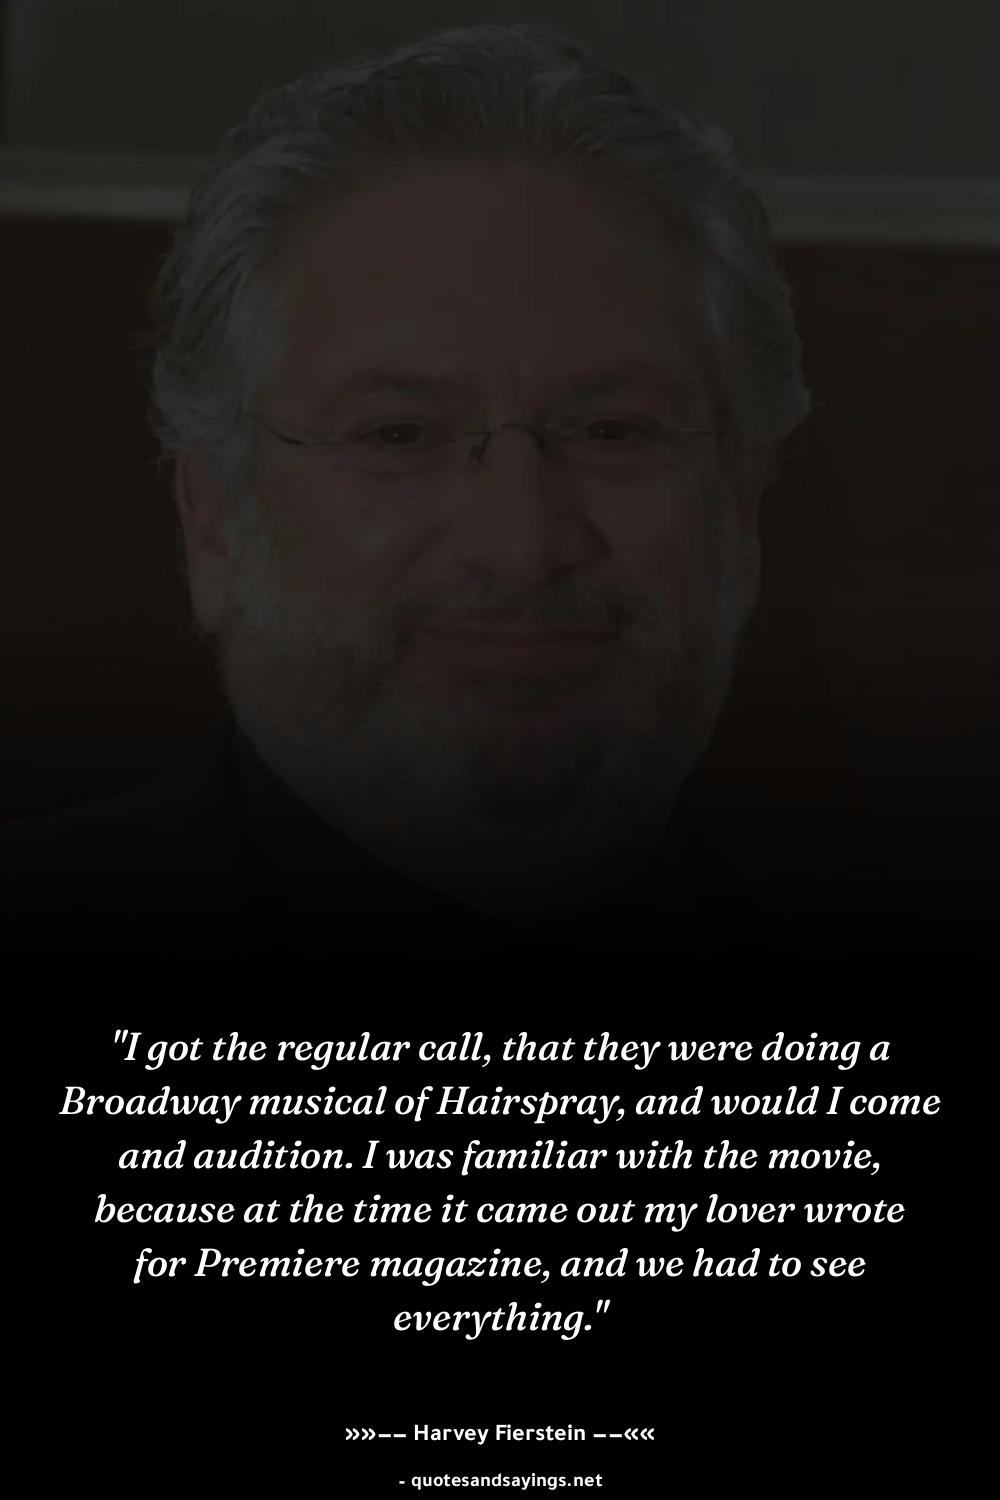 "I got the regular call, that they were doing a
Broadway musical of Hairspray, and would I come
and audition. I was familiar with the movie,
because at the time it came out my lover wrote
for Premiere magazine, and we had to see
everything."
»»–– Harvey Fierstein ––««
- quotesandsayings.net